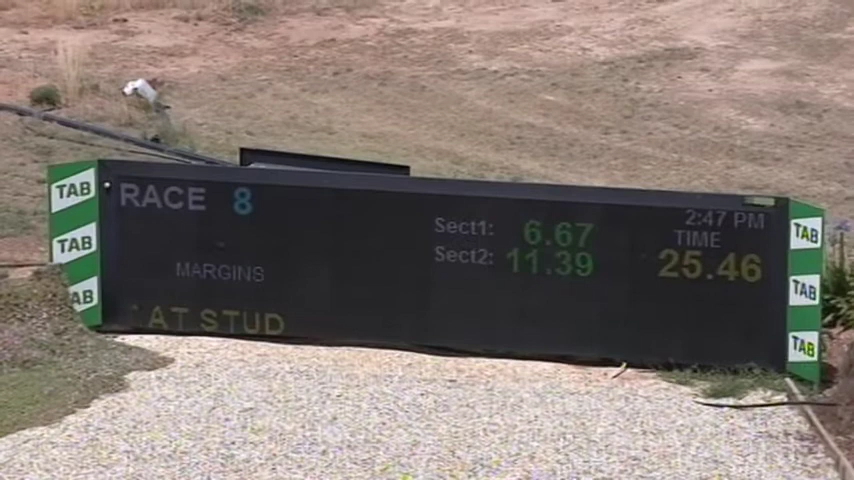 TAB
TAB
TAB
RACE 8
MARGINS
AT STUD
Sect1: 6.67
Sect2: 11.39
2:47 PM
TIME
25.46
TAB
TAB
TAB